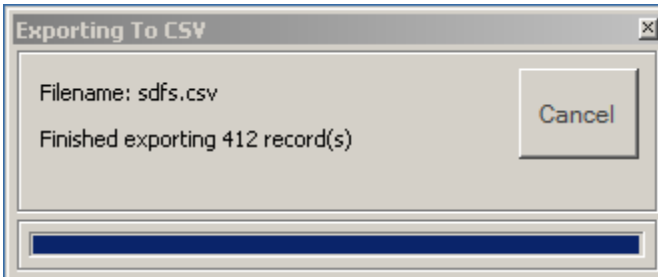 Exporting To CSV
Filename: sdfs.csv
Cancel
Finished exporting 412 record(s)